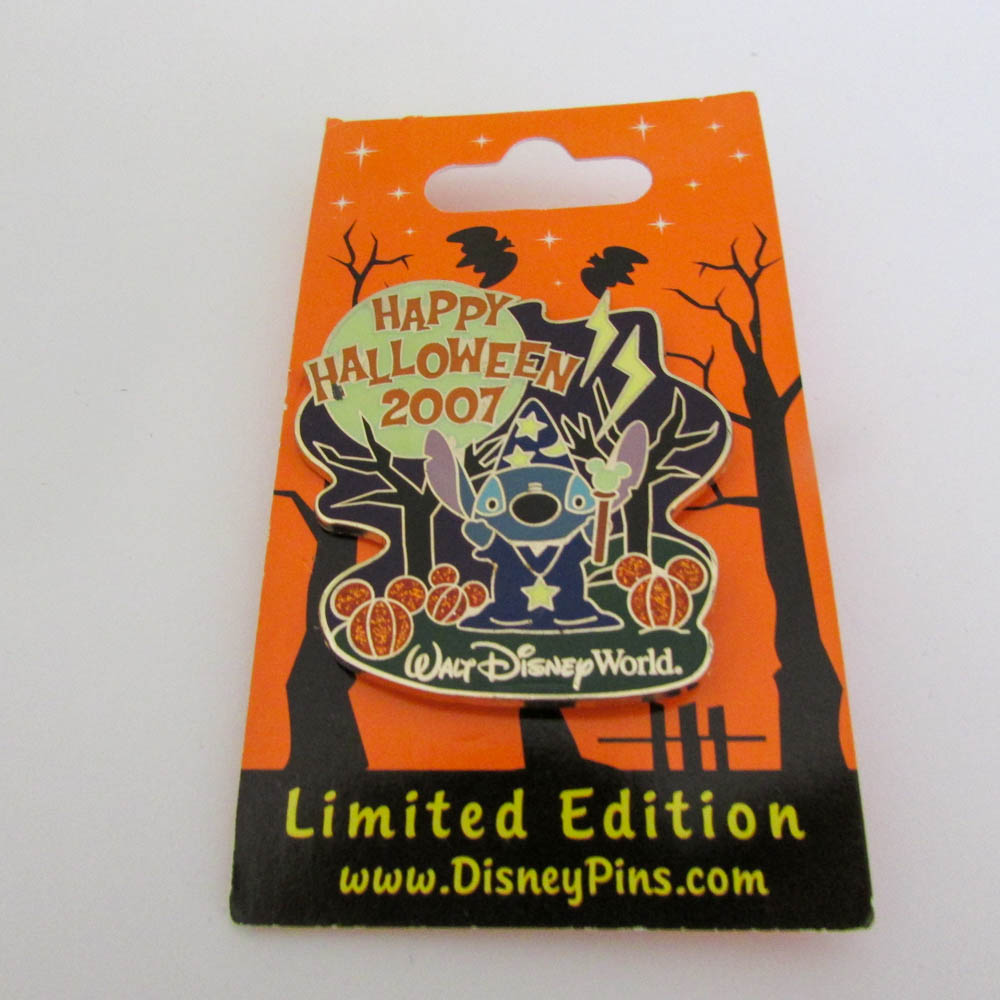 HAPPY
HALLOWEEN
2007
WALT DISNEY World.
Limited Edition
www.DisneyPins.com